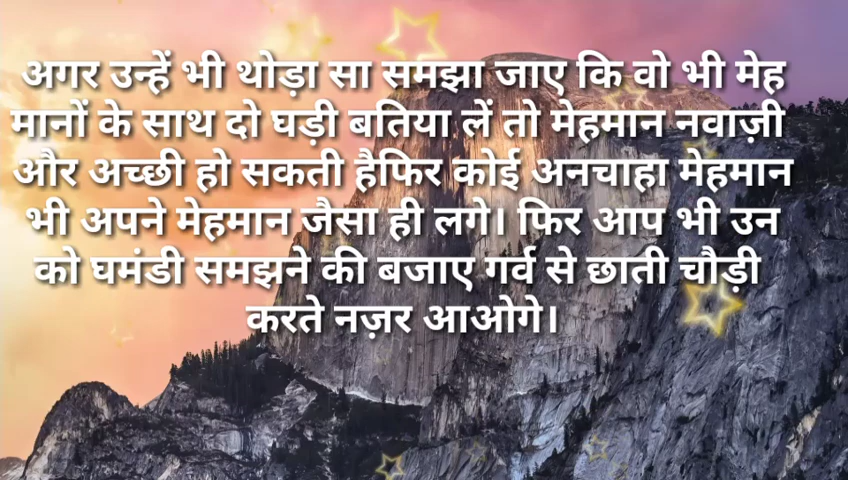 अगर उन्हें भी थोड़ा सा समझा जाए कि वो भी मेह
मानों के साथ दो घड़ी बतिया लें तो मेहमान नवाज़ी
और अच्छी हो सकती हैफिर कोई अनचाहा मेहमान
भी अपने मेहमान जैसा ही लगे। फिर आप भी उन
को घमंडी समझने की बजाए गर्व से छाती चौड़ी
करते नज़र आओगे।